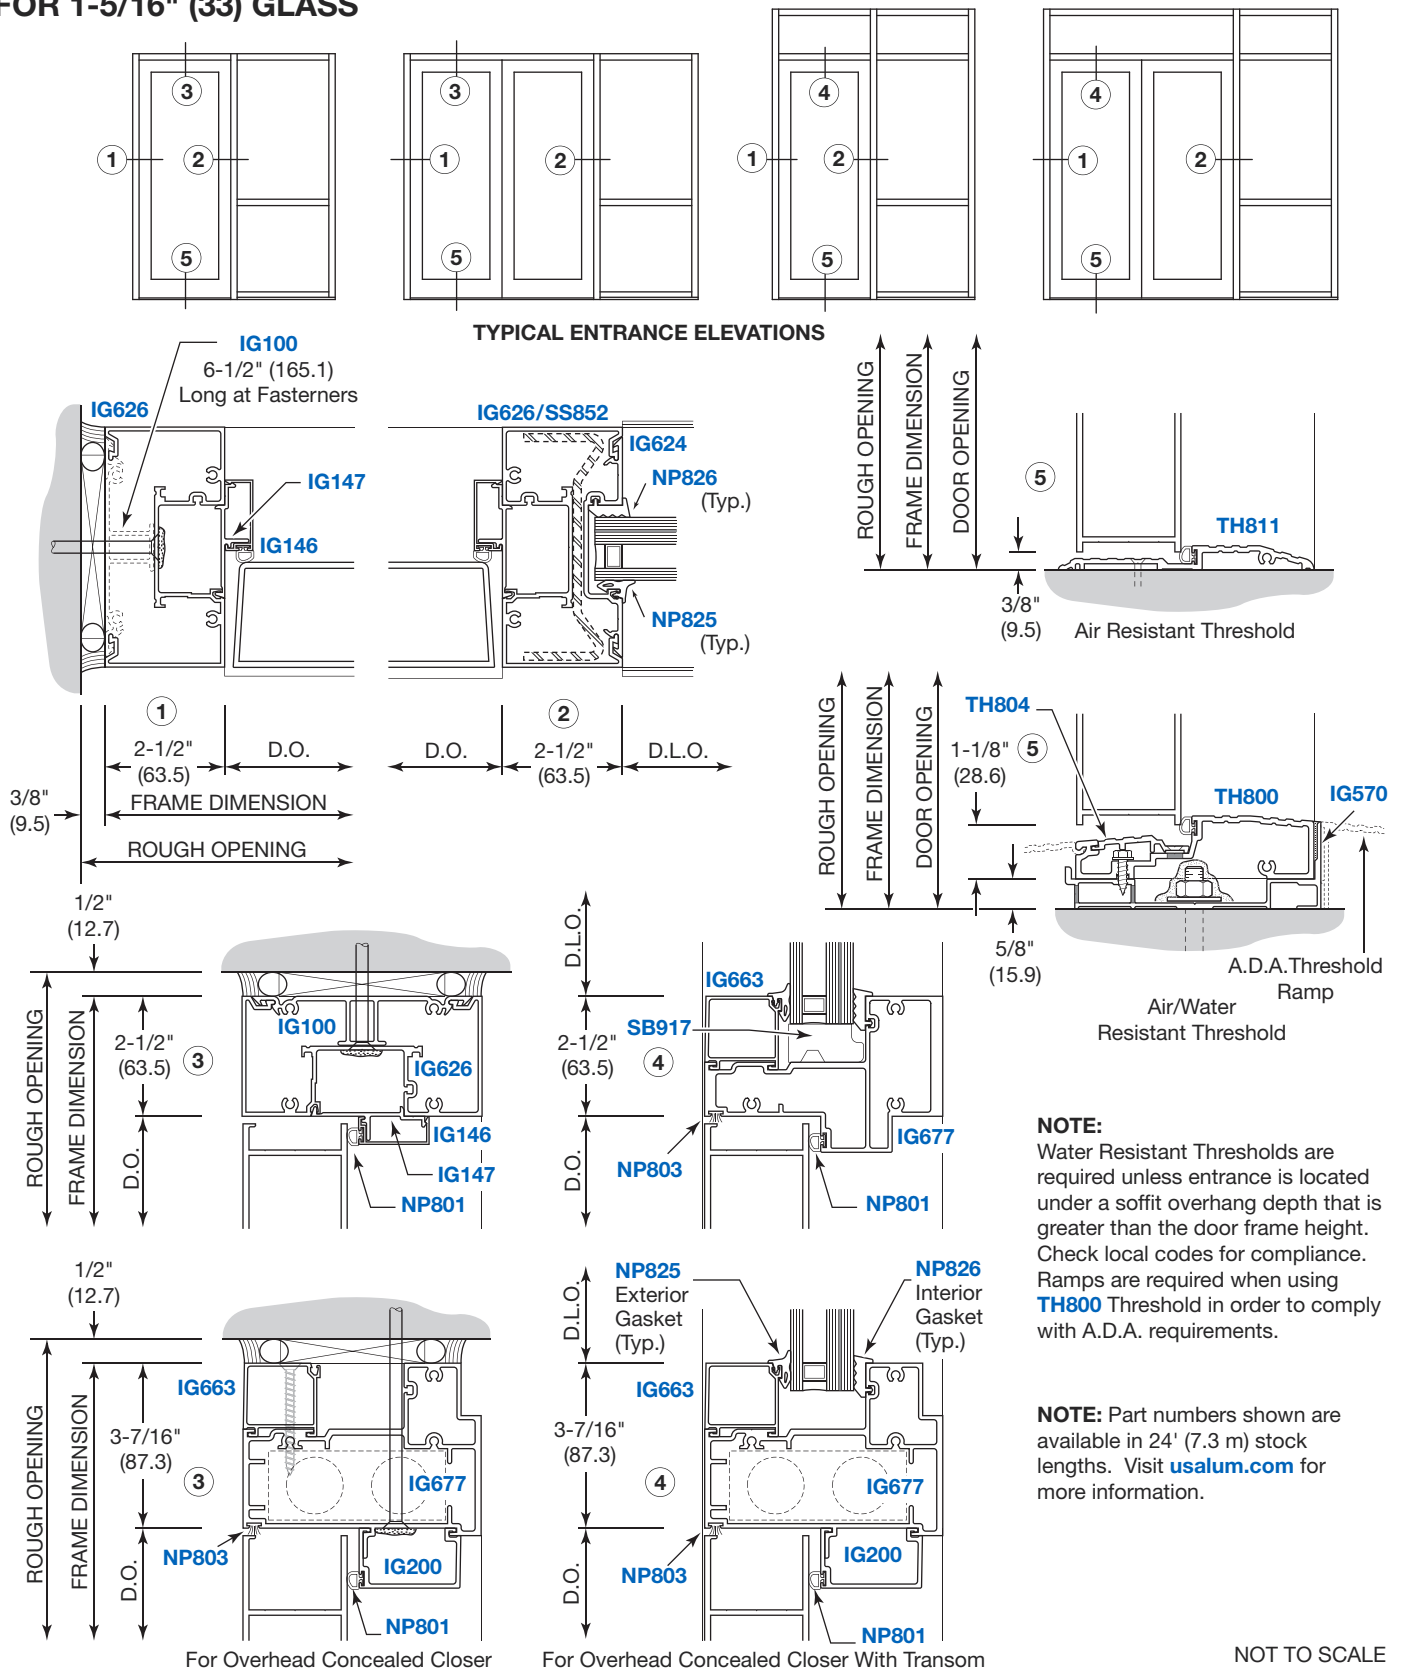 FOR 1-5/16" (33) GLASS
3
3
4
4
1
2
1
2
1
2
1
2
5
5
5
5
TYPICAL ENTRANCE ELEVATIONS
IG100
6-1/2" (165.1)
Long at Fasterners
IG626
IG147
IG146
IG626/SS852
IG624
NP826
(Typ.)
NP825
(Typ.)
1
2-1/2"
(63.5)
D.O.
D.O.
2
2-1/2"
(63.5)
D.L.O.
3/8"
(9.5)
FRAME DIMENSION
ROUGH OPENING
ROUGH OPENING
FRAME DIMENSION
DOOR OPENING
5
TH811
3/8"
(9.5)
Air Resistant Threshold
ROUGH OPENING
FRAME DIMENSION
DOOR OPENING
TH804
1-1/8"
(28.6)
5
TH800
IG570
5/8"
(15.9)
A.D.A.Threshold
Ramp
Air/Water
Resistant Threshold
1/2"
(12.7)
ROUGH OPENING
FRAME DIMENSION
2-1/2"
(63.5)
3
D.O.
IG100
IG626
IG146
IG147
NP801
D.L.O.
2-1/2"
(63.5)
4
D.O.
IG663
SB917
IG677
NP803
NP801
NOTE:
Water Resistant Thresholds are
required unless entrance is located
under a soffit overhang depth that is
greater than the door frame height.
Check local codes for compliance.
Ramps are required when using
TH800 Threshold in order to comply
with A.D.A. requirements.
1/2"
(12.7)
ROUGH OPENING
FRAME DIMENSION
3-7/16"
(87.3)
3
D.O.
IG663
IG677
NP803
IG200
NP801
For Overhead Concealed Closer
D.L.O.
NP825
Exterior
Gasket
(Typ.)
NP826
Interior
Gasket
(Typ.)
IG663
3-7/16"
(87.3)
4
IG677
D.O.
NP803
IG200
NP801
For Overhead Concealed Closer With Transom
NOTE: Part numbers shown are
available in 24' (7.3 m) stock
lengths. Visit usalum.com for
more information.
NOT TO SCALE